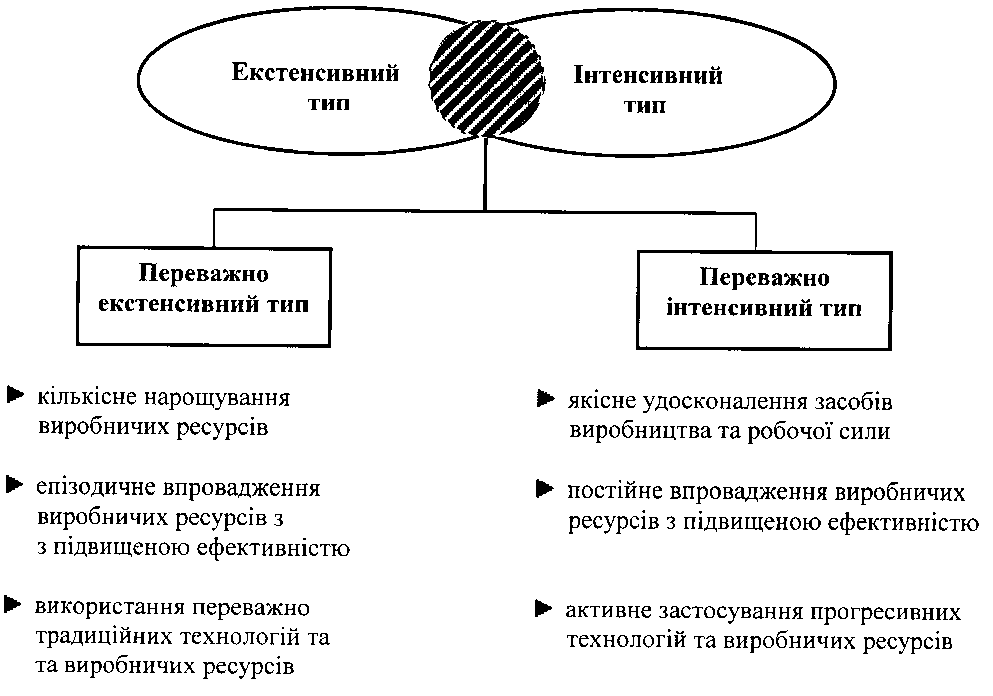 Екстенсивний
тип
Інтенсивний
тип
Переважно
екстенсивний тип
Переважно
інтенсивний тип
кількісне нарощування
виробничих ресурсів
епізодичне впровадження
виробничих ресурсів з
з підвищеною ефективністю
використання переважно
традиційних технологій та
та виробничих ресурсів
якісне удосконалення засобів
виробництва та робочої сили
постійне впровадження виробничих
ресурсів з підвищеною ефективністю
активне застосування прогресивних
технологій та виробничих ресурсів